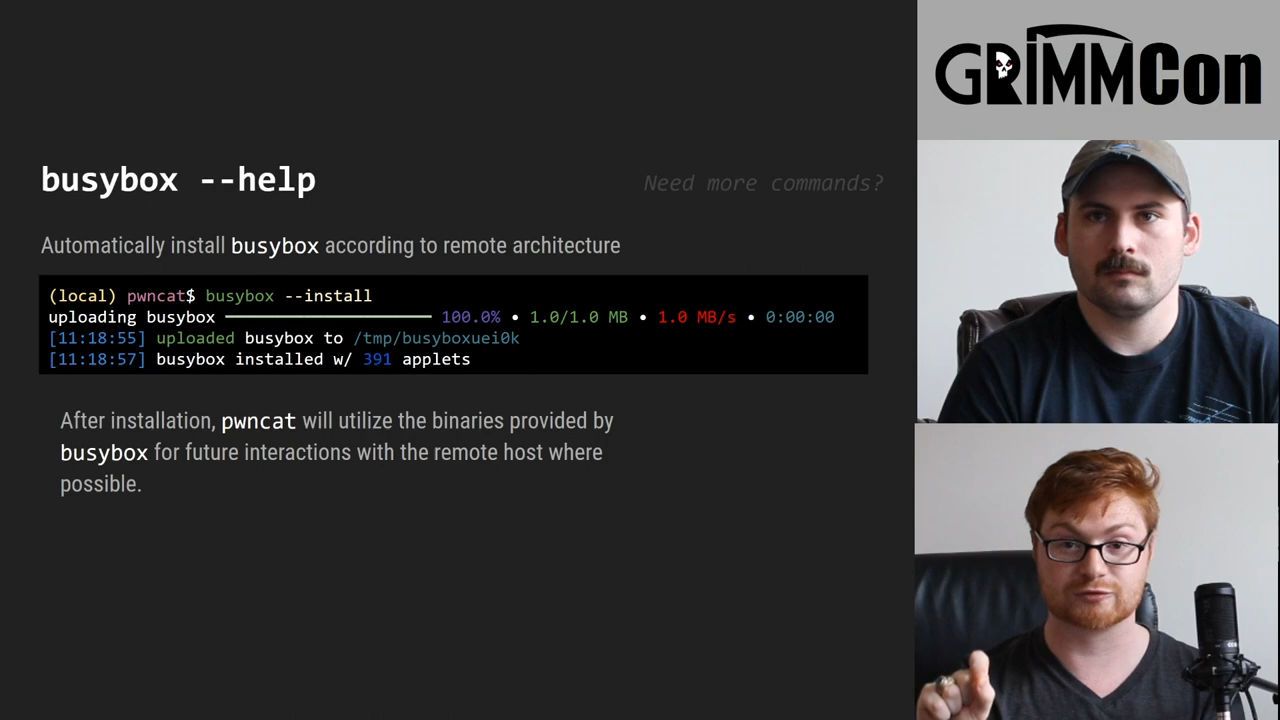 GRIMMCon
busybox --help
Need more commands?
Automatically install busybox according to remote architecture
(local) pwncat$ busybox --install
uploading busybox ━━━━━━━━━━━━━━━━━━━━ 100.0% • 1.0/1.0 MB • 1.0 MB/s • 0:00:00
[11:18:55] uploaded busybox to /tmp/busyboxuei0k
[11:18:57] busybox installed w/ 391 applets
After installation, pwncat will utilize the binaries provided by
busybox for future interactions with the remote host where
possible.